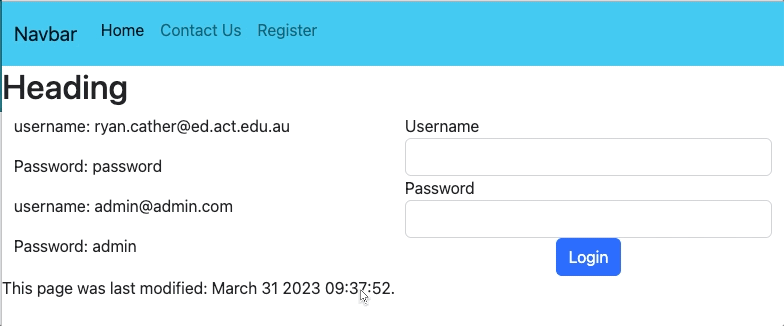 Navbar Home Contact Us Register
Heading
username: ryan.cather@ed.act.edu.au
Password: password
username: admin@admin.com
Password: admin
Username
Password
Login
This page was last modified: March 31 2023 09:37:52.